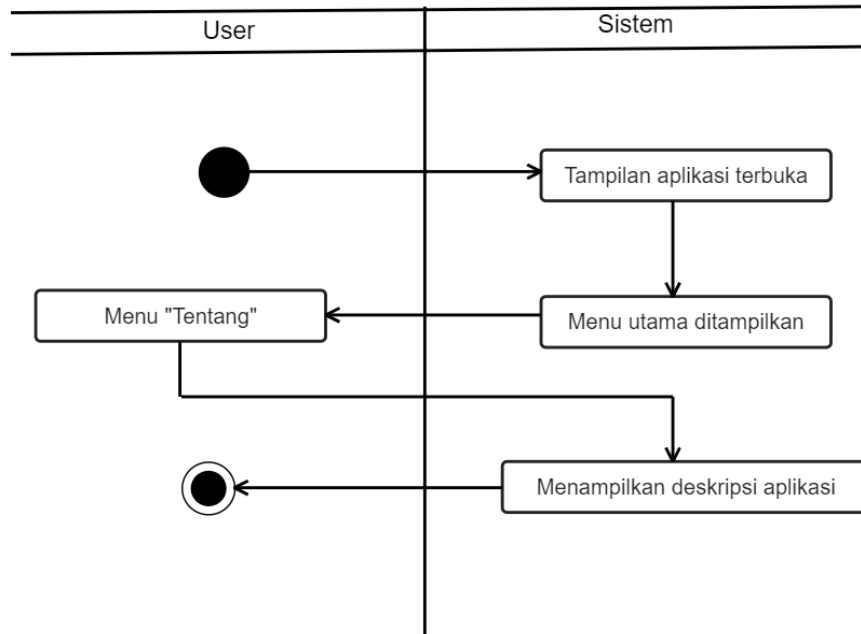 User
Sistem
Tampilan aplikasi terbuka
Menu utama ditampilkan
Menu "Tentang"
Menampilkan deskripsi aplikasi